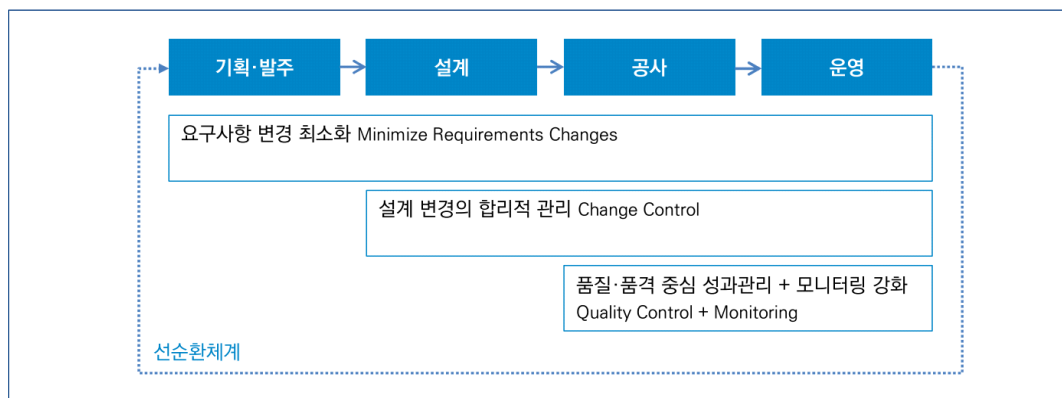 기획·발주
설계
공사
운영
요구사항 변경 최소화 Minimize Requirements Changes
설계 변경의 합리적 관리 Change Control
품질·품격 중심 성과관리 + 모니터링 강화
Quality Control + Monitoring
선순환체계